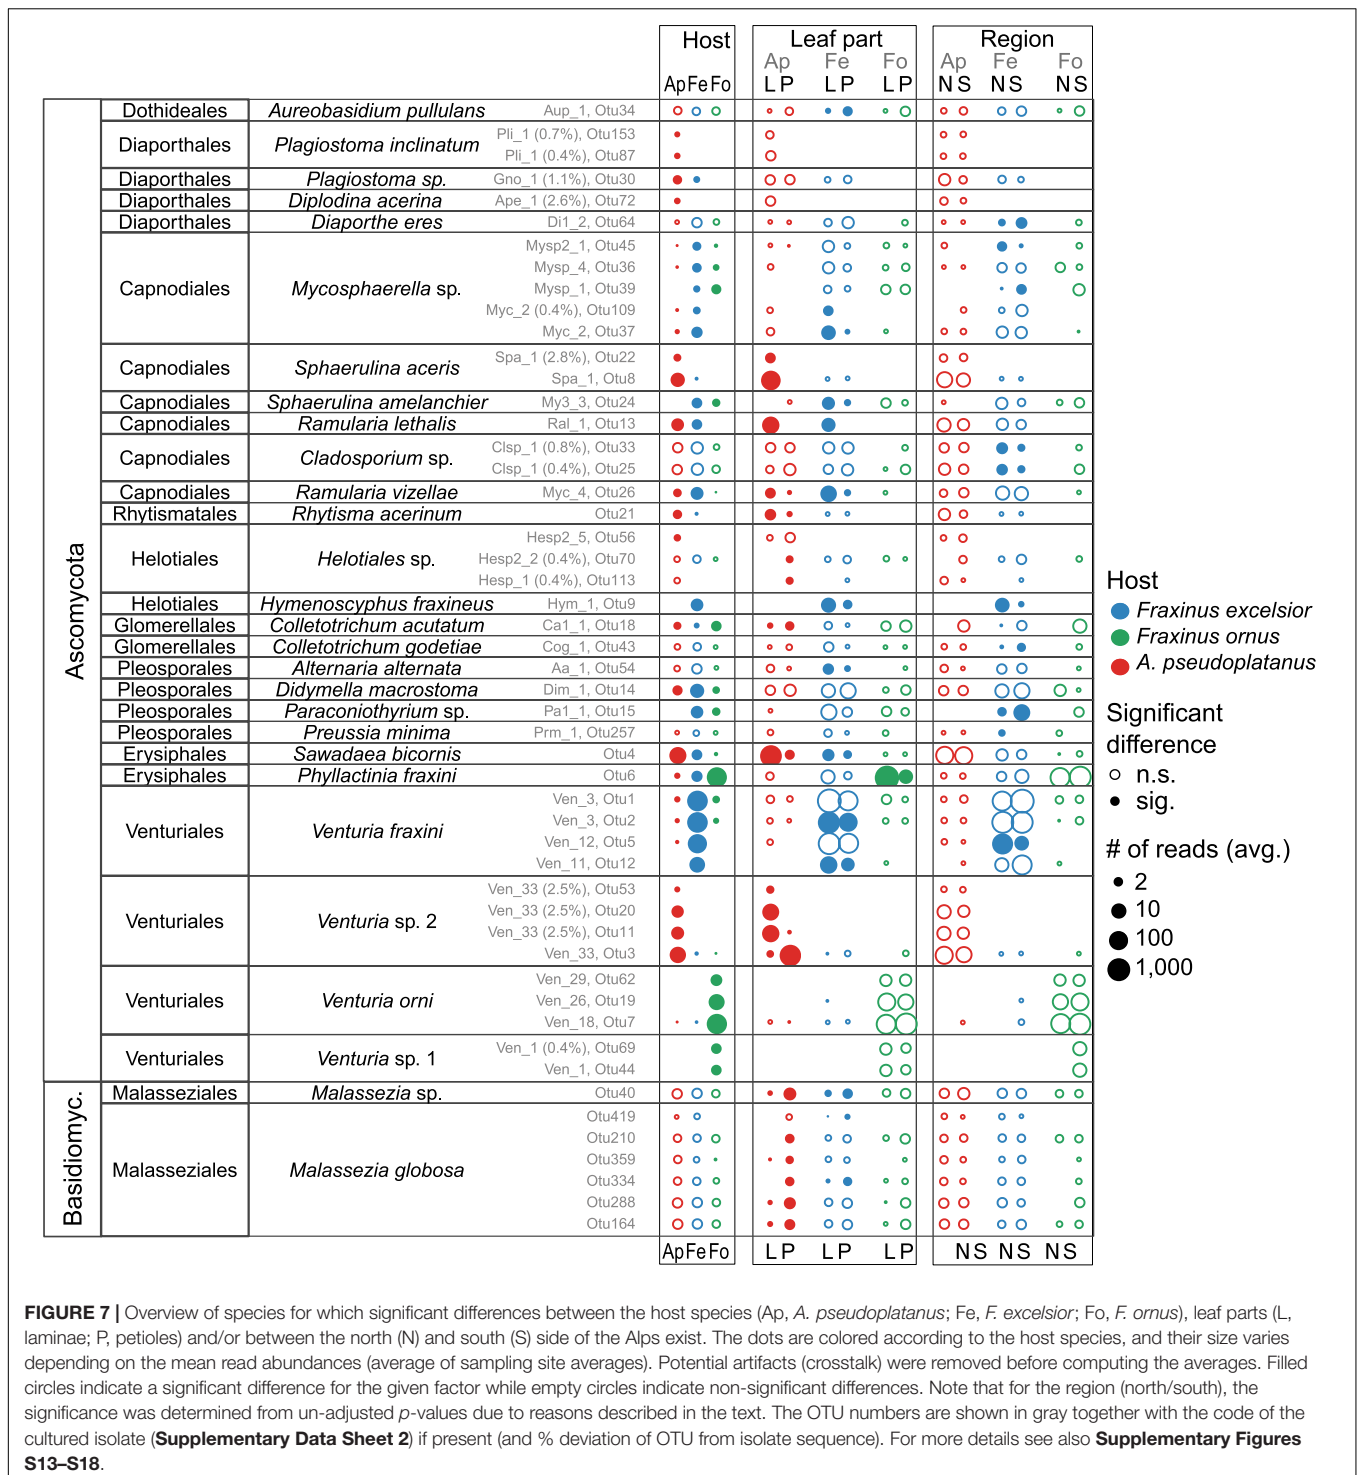 Host Leaf part Region
Ap Fe Fo Ap Fe Fo
Ap Fe Fo L P L P L P N S N S N S
Ascomycota
Dothideales Aureobasidium pullulans Aup_1, Otu34
Pli_1 (0.7%), Otu153
Diaporthales Plagiostoma inclinatum
Pli_1 (0.4%), Otu87
Diaporthales Plagiostoma sp. Gno_1 (1.1%), Otu30
Diaporthales Diplodina acerina Ape_1 (2.6%), Otu72
Diaporthales Diaporthe eres Di1_2, Otu64
Mysp2_1, Otu45
Mysp_4, Otu36
Capnodiales Mycosphaerella sp. Mysp_1, Otu39
Myc_2 (0.4%), Otu109
Myc_2, Otu37
Spa_1 (2.8%), Otu22
Capnodiales Sphaerulina aceris
Spa_1, Otu8
Capnodiales Sphaerulina amelanchier My3_3, Otu24
Capnodiales Ramularia lethalis Ral_1, Otu13
Clsp_1 (0.8%), Otu33
Capnodiales Cladosporium sp.
Clsp_1 (0.4%), Otu25
Capnodiales Ramularia vizellae Myc_4, Otu26
Rhytismatales Rhytisma acerinum Otu21
Hesp2_5, Otu56
Helotiales Helotiales sp. Hesp2_2 (0.4%), Otu70
Hesp_1 (0.4%), Otu113
Helotiales Hymenoscyphus fraxineus Hym_1, Otu9
Glomerellales Colletotrichum acutatum Ca1_1, Otu18
Glomerellales Colletotrichum godetiae Cog_1, Otu43
Pleosporales Alternaria alternata Aa_1, Otu54
Pleosporales Didymella macrostoma Dim_1, Otu14
Pleosporales Paraconiothyrium sp. Pa1_1, Otu15
Pleosporales Preussia minima Prm_1, Otu257
Erysiphales Sawadaea bicornis Otu4
Erysiphales Phyllactinia fraxini Otu6
Ven_3, Otu1
Ven_3, Otu2
Venturiales Venturia fraxini
Ven_12, Otu5
Ven_11, Otu12
Ven_33 (2.5%), Otu53
Ven_33 (2.5%), Otu20
Venturiales Venturia sp. 2
Ven_33 (2.5%), Otu11
Ven_33, Otu3
Ven_29, Otu62
Venturiales Venturia orni Ven_26, Otu19
Ven_18, Otu7
Ven_1 (0.4%), Otu69
Venturiales Venturia sp. 1
Ven_1, Otu44
Basidiomyc.
Malasseziales Malassezia sp. Otu40
Otu419
Otu210
Otu359
Malasseziales Malassezia globosa
Otu334
Otu288
Otu164
Ap Fe Fo L P L P L P N S N S N S
Host
Fraxinus excelsior
Fraxinus ornus
A. pseudoplatanus
Significant
difference
n.s.
sig.
# of reads (avg.)
2
10
100
1,000
FIGURE 7 | Overview of species for which significant differences between the host species (Ap, A. pseudoplatanus; Fe, F. excelsior; Fo, F. ornus), leaf parts (L,
laminae; P, petioles) and/or between the north (N) and south (S) side of the Alps exist. The dots are colored according to the host species, and their size varies
depending on the mean read abundances (average of sampling site averages). Potential artifacts (crosstalk) were removed before computing the averages. Filled
circles indicate a significant difference for the given factor while empty circles indicate non-significant differences. Note that for the region (north/south), the
significance was determined from un-adjusted p-values due to reasons described in the text. The OTU numbers are shown in gray together with the code of the
cultured isolate (Supplementary Data Sheet 2) if present (and % deviation of OTU from isolate sequence). For more details see also Supplementary Figures
S13–S18.